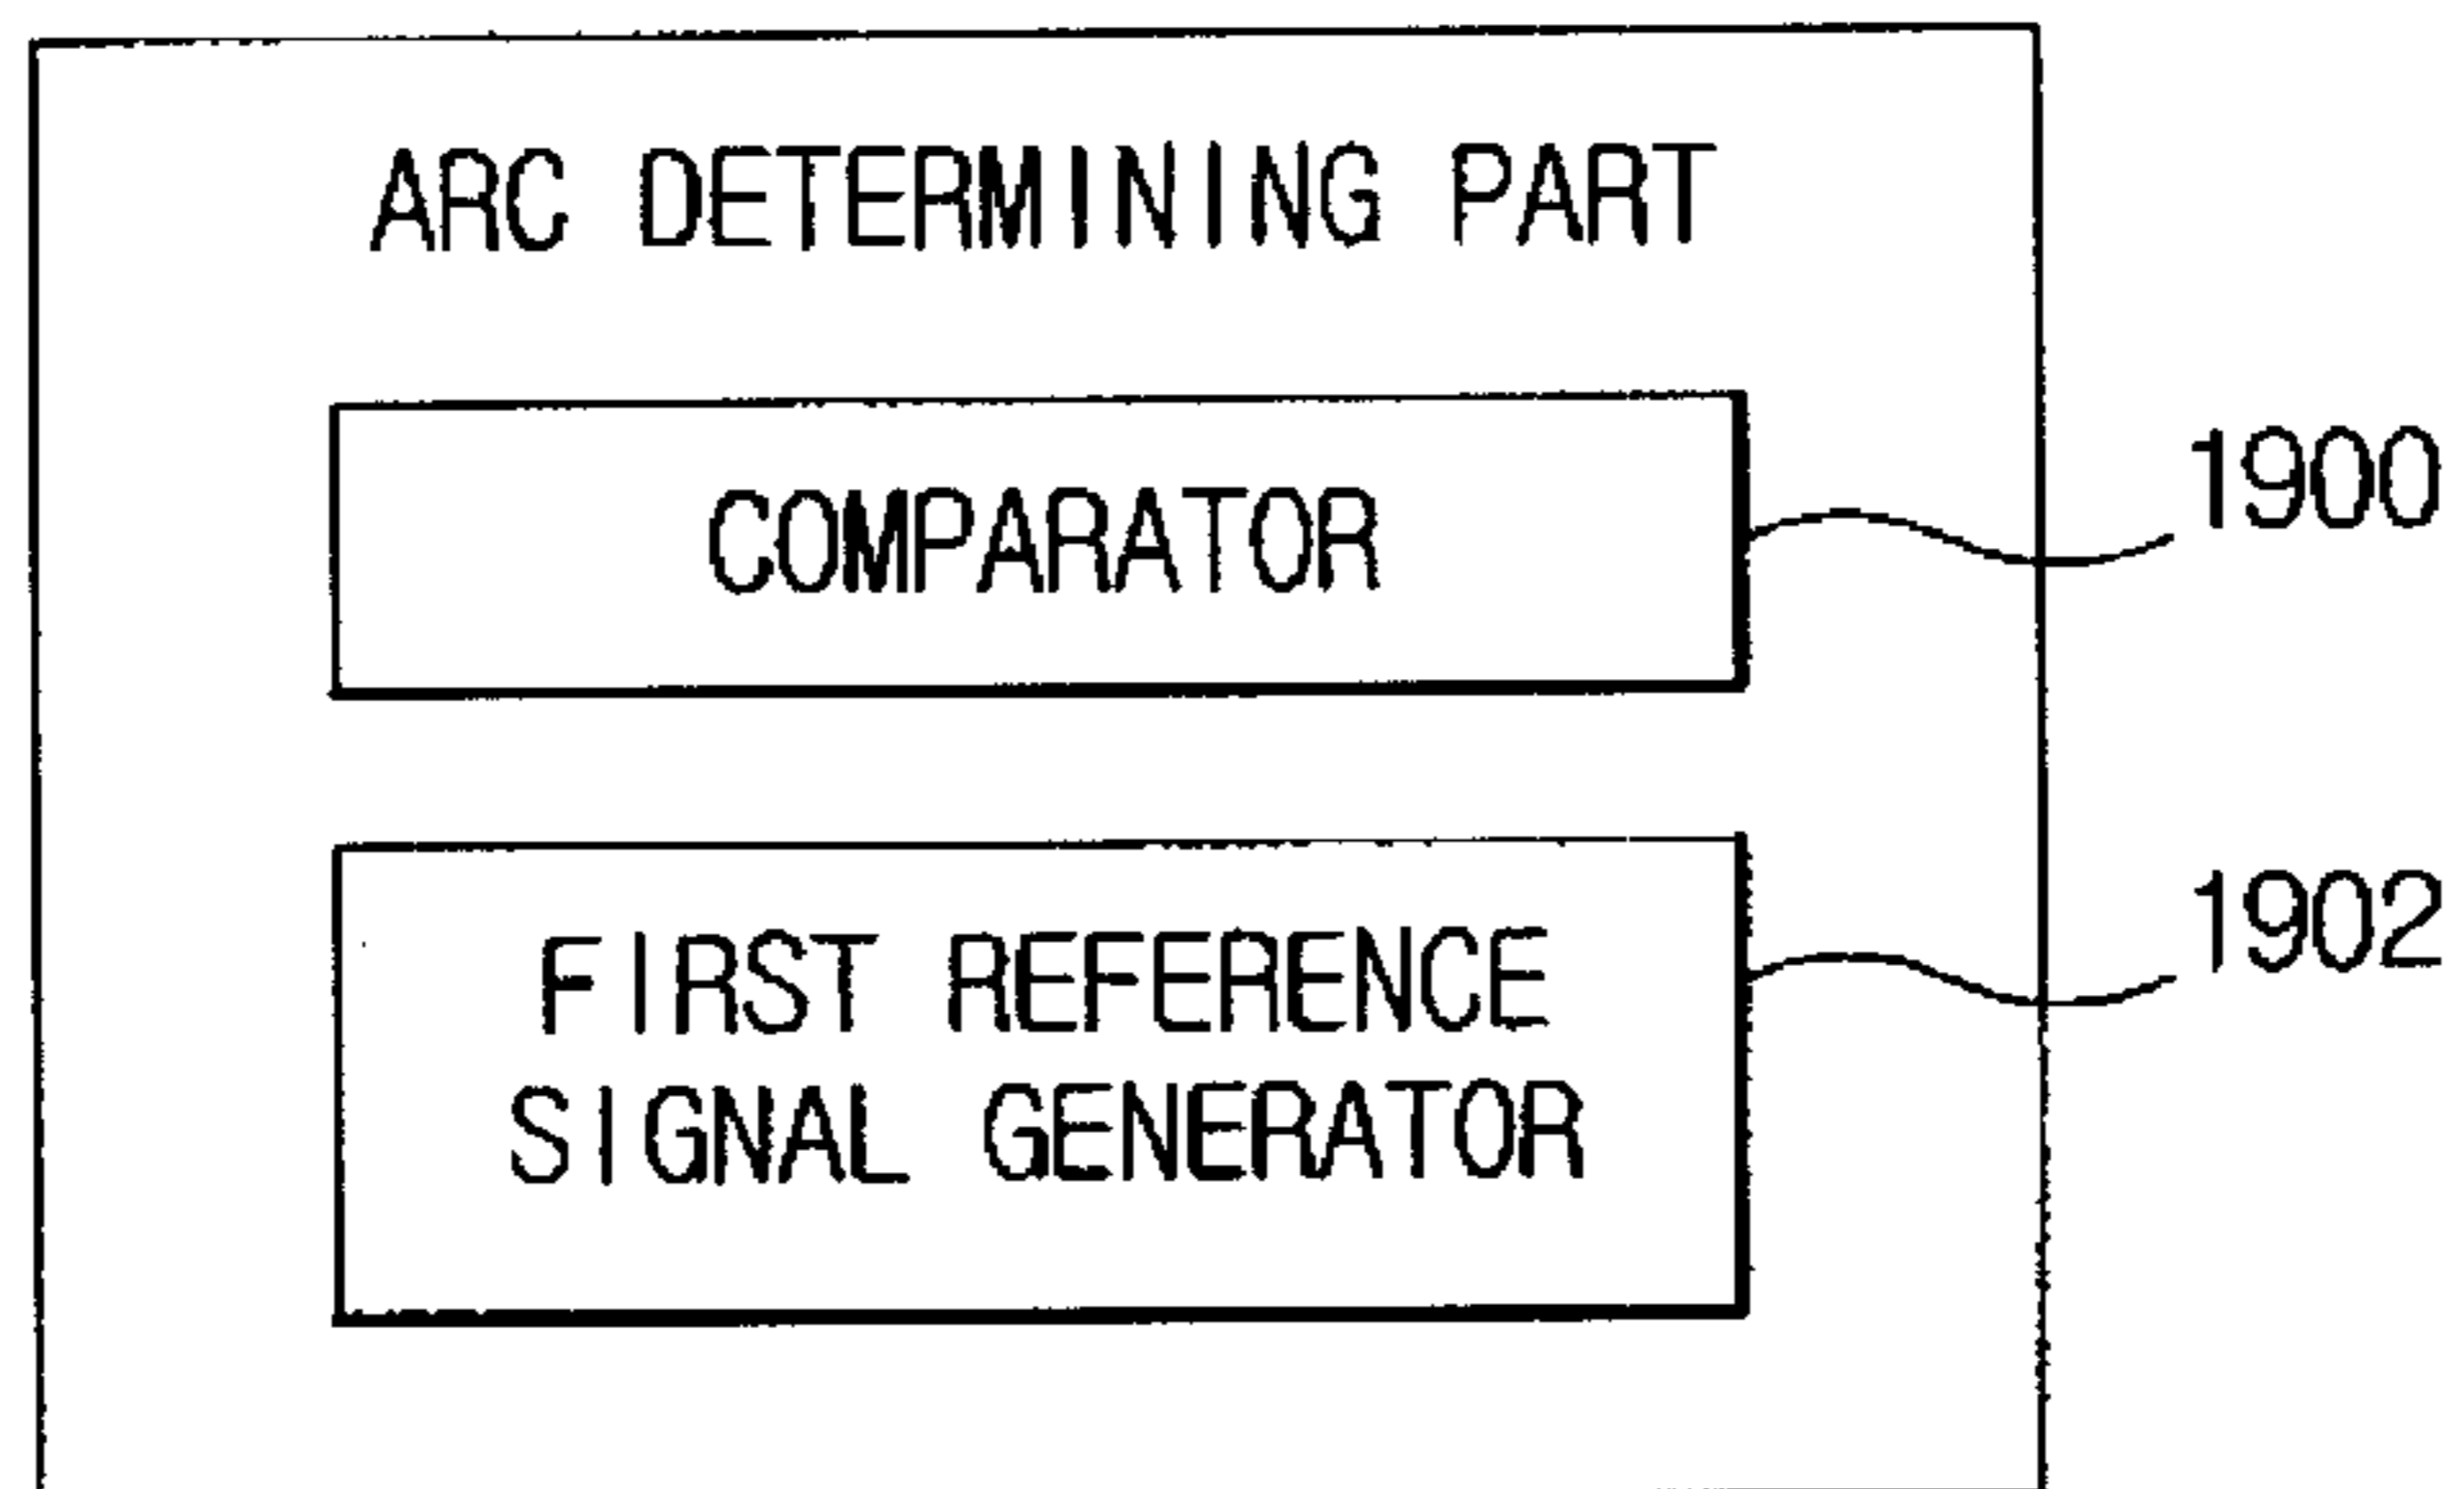 ARC DETERMINING PART
COMPARATOR
1900
FIRST REFERENCE
SIGNAL GENERATOR
1902